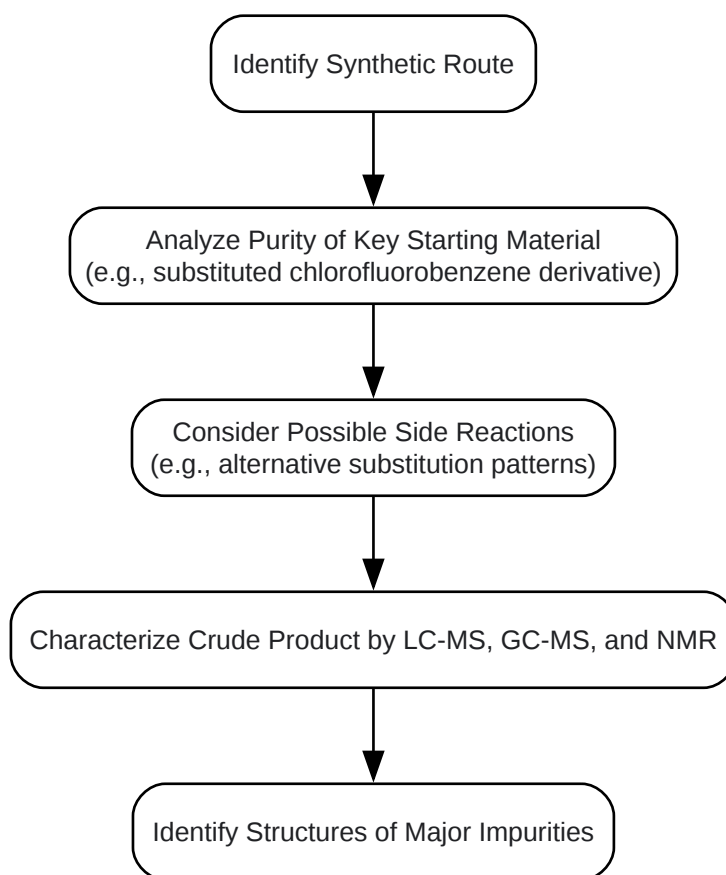 Identify Synthetic Route
Analyze Purity of Key Starting Material
(e.g., substituted chlorofluorobenzene derivative)
Consider Possible Side Reactions
(e.g., alternative substitution patterns)
Characterize Crude Product by LC-MS, GC-MS, and NMR
Identify Structures of Major Impurities